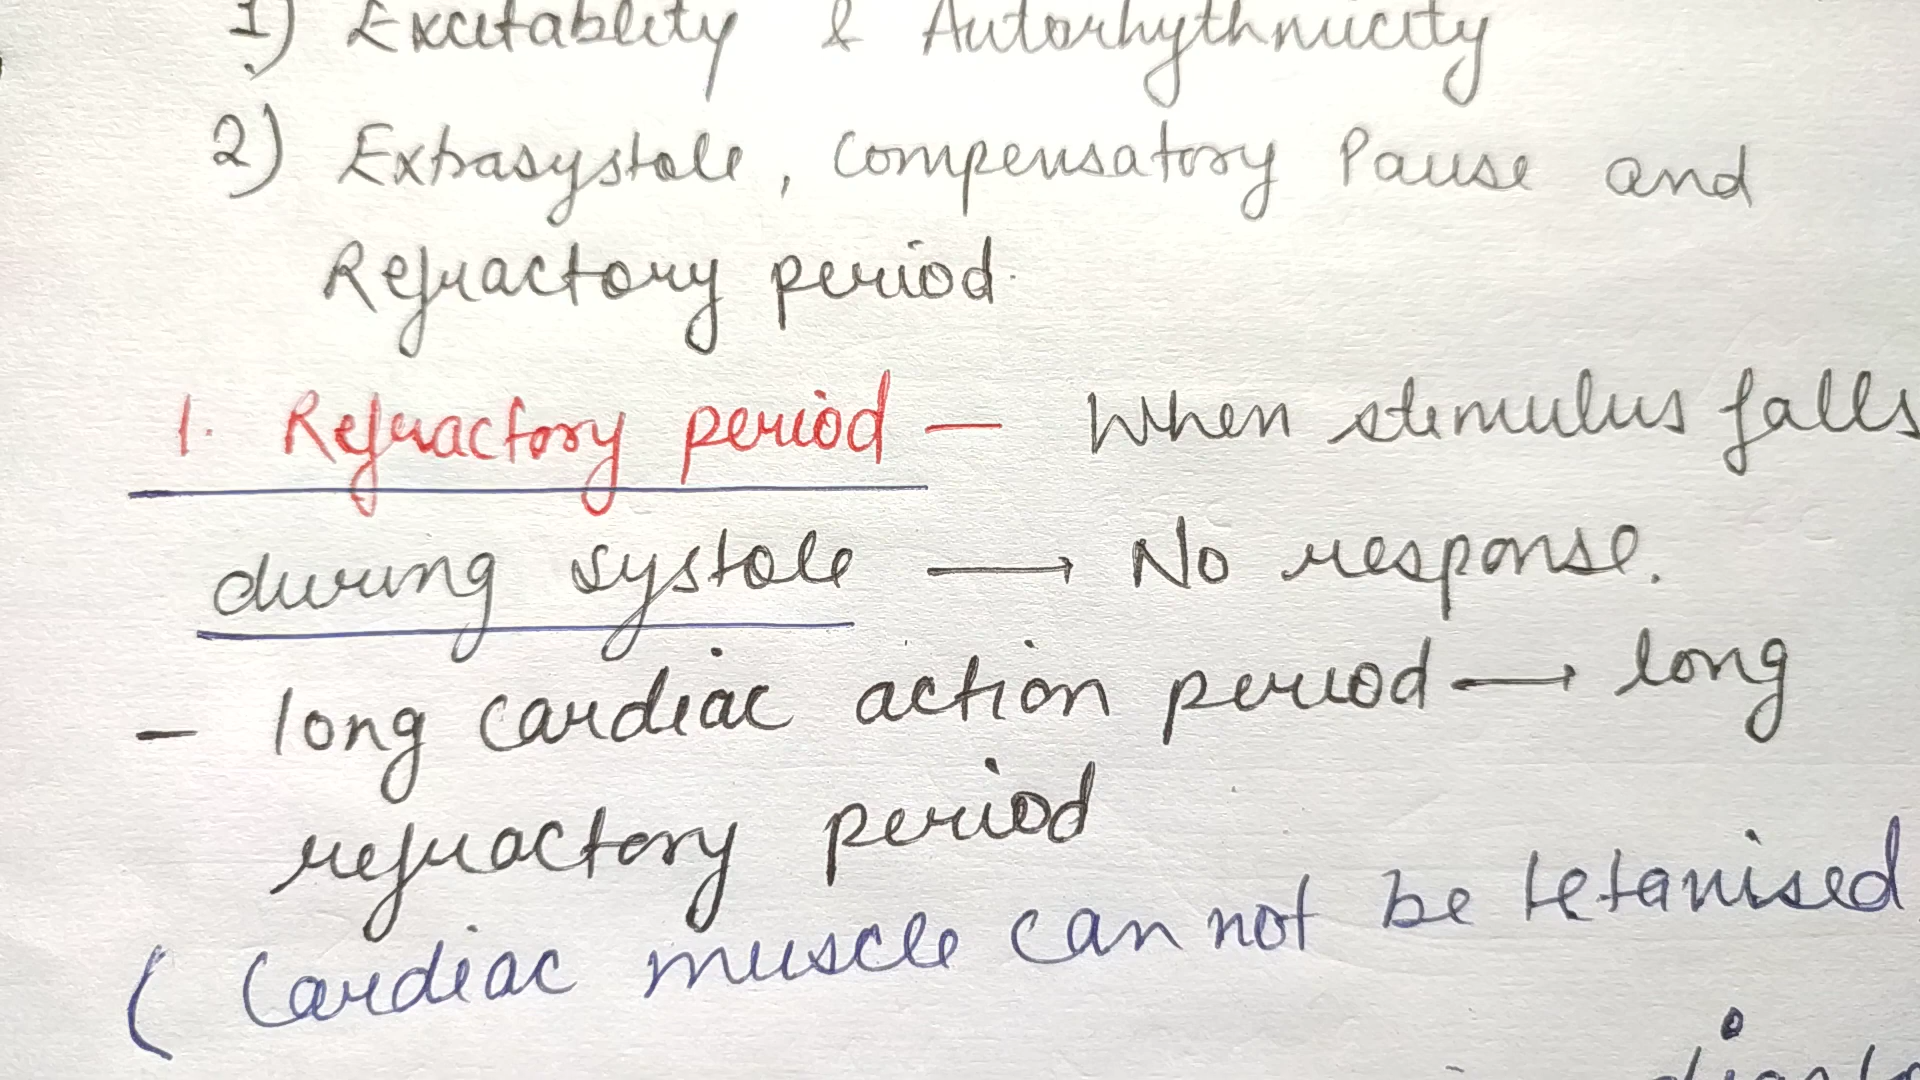 1) Excitablity & Autorhythmicity
2) Extrasystole, Compensatory Pause and
Refractory period.
1. Refractory period — When stimulus falls
during systole → No response.
- long cardiac action period → long
refractory period
( Cardiac muscle can not be tetanised